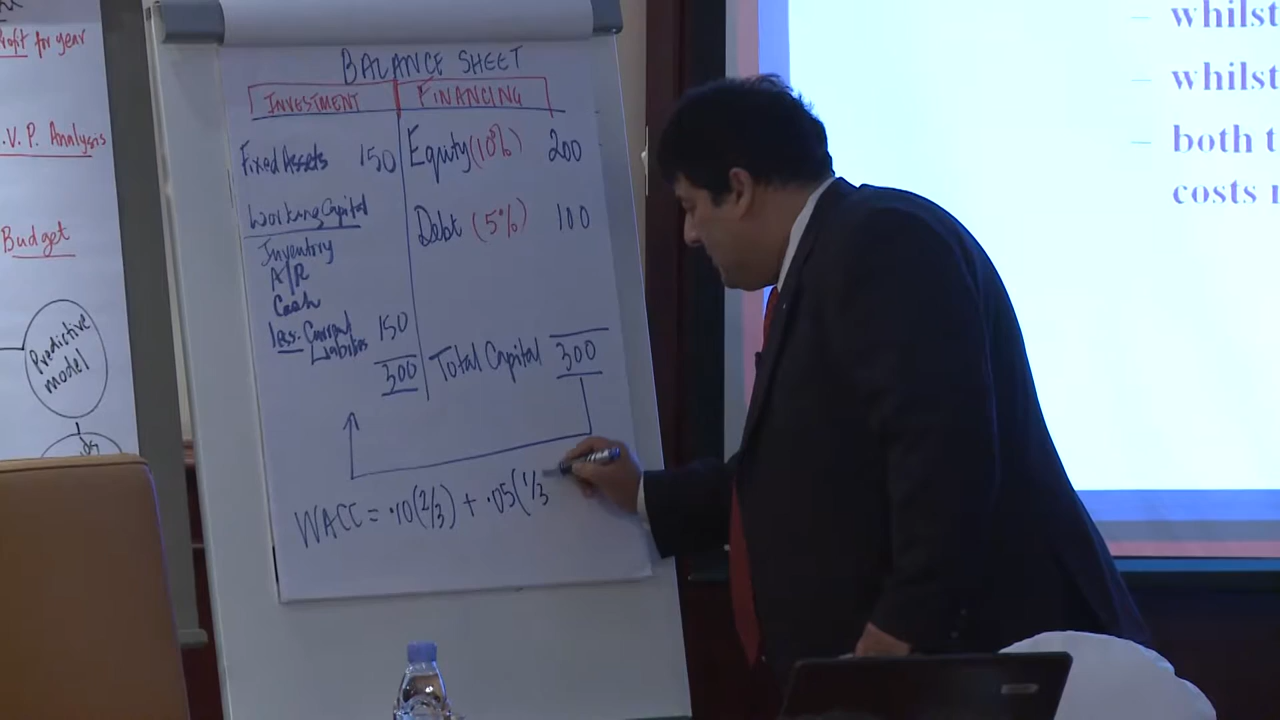 Profit for year
.V.P. Analysis
Budget
Predictive
model
BALANCE SHEET
INVESTMENT FINANCING
Fixed Assets 150 Equity (10%) 200
Working Capital
Debt (5%) 100
Inventory
A/R
Cash
less: Current
Liabilites 150
300 Total Capital 300
WACC = .10(2/3) + .05(1/3
whilst
whilst
both t
costs